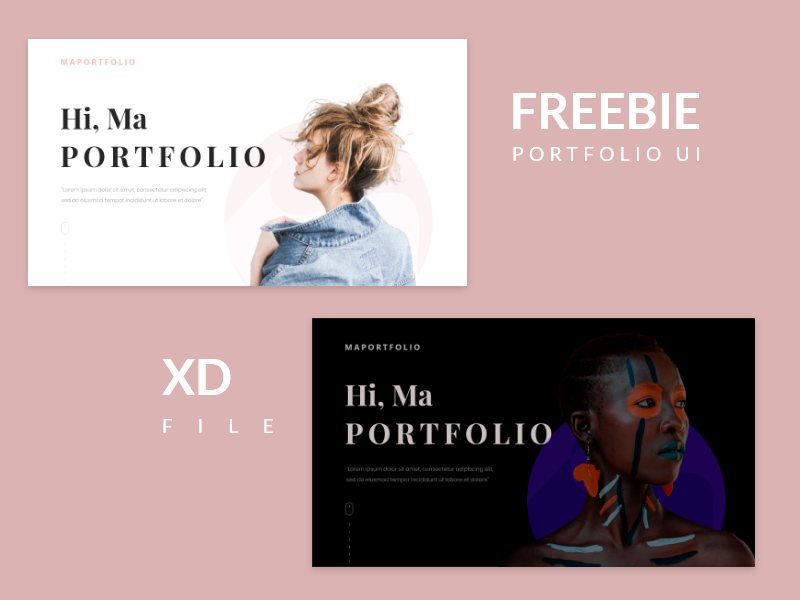 MAPORTFOLIO
Hi, Ma
PORTFOLIO
"Lorem ipsum dolor sit amet, consectetur adipiscing elit,
sed do eiusmod tempor incididunt ut labore et dolore"
FREEBIE
PORTFOLIO UI
XD
FILE
MAPORTFOLIO
Hi, Ma
PORTFOLIO
"Lorem ipsum dolor sit amet, consectetur adipiscing elit,
sed do eiusmod tempor incididunt ut labore et dolore"